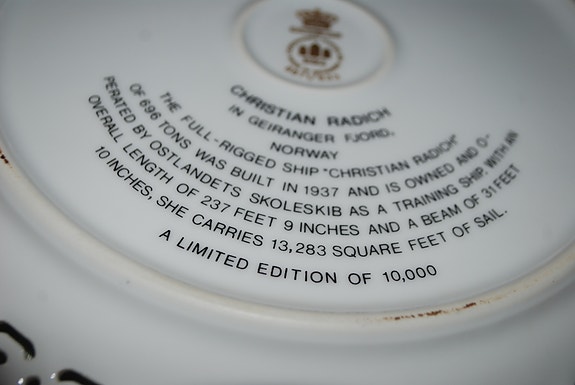 CHRISTIAN RADICH
IN GEIRANGER FJORD,
NORWAY
THE FULL-RIGGED SHIP "CHRISTIAN RADICH"
OF 696 TONS WAS BUILT IN 1937 AND IS OWNED AND O-
PERATED BY OSTLANDETS SKOLESKIB AS A TRAINING SHIP. WITH AN
OVERALL LENGTH OF 237 FEET 9 INCHES AND A BEAM OF 31 FEET
10 INCHES, SHE CARRIES 13,283 SQUARE FEET OF SAIL.
A LIMITED EDITION OF 10,000